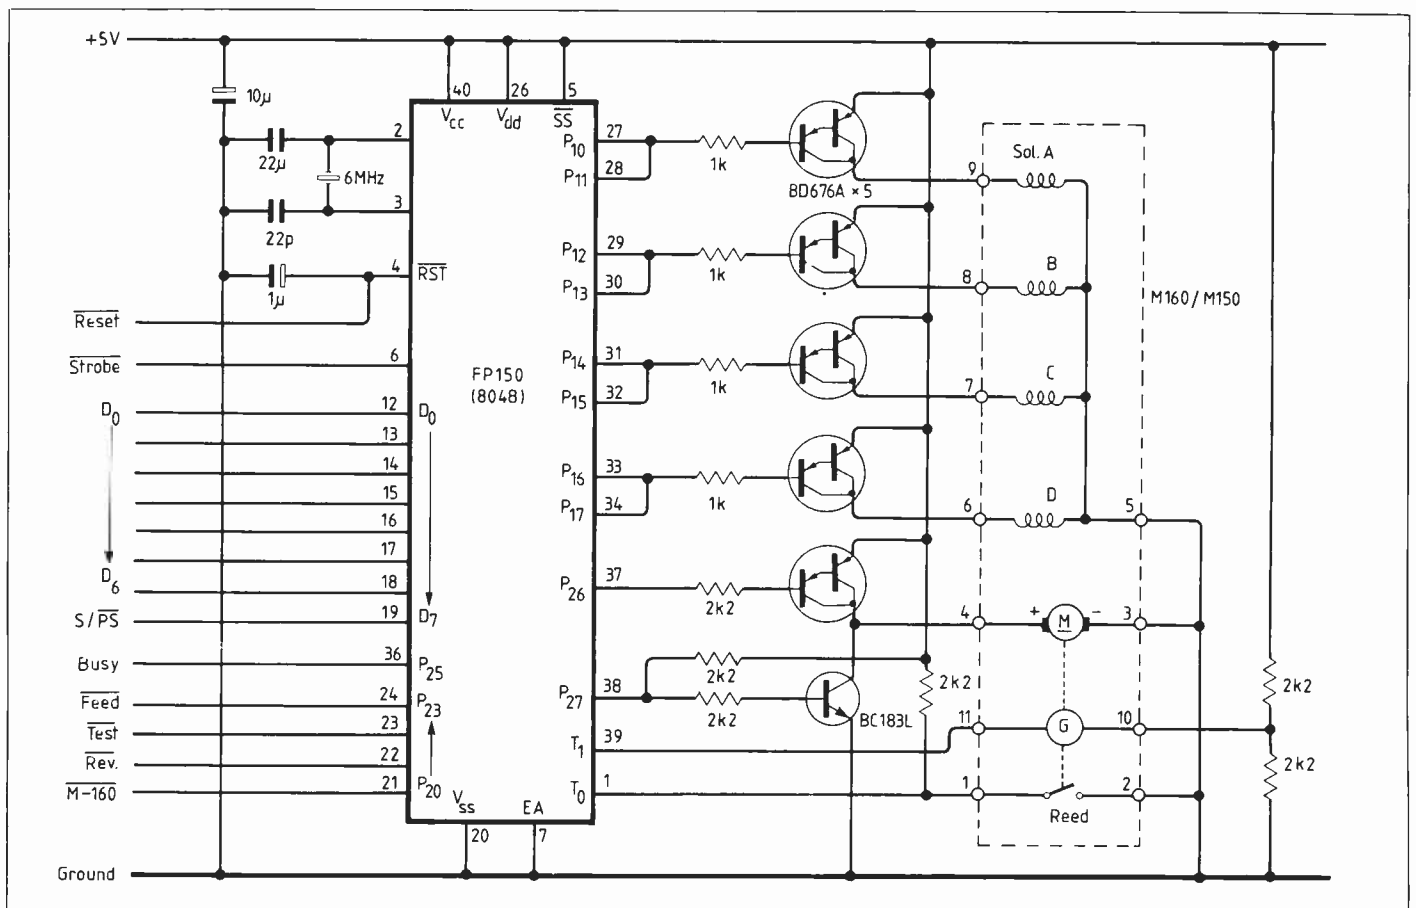 +5V
10µ
40
26
5
Vcc
Vdd
SS
2
22µ
6MHz
3
22p
4
RST
1µ
Reset
Strobe
6
FP150
(8048)
D0
12
D0
13
14
15
16
17
D6
18
S/PS
19
D7
Busy
36
P25
Feed
24
P23
Test
23
Rev.
22
M-160
21
P20
Vss
EA
20
7
Ground
P10
27
P11
28
1k
BD676A × 5
P12
29
P13
30
1k
P14
31
P15
32
1k
P16
33
P17
34
1k
P26
37
2k2
2k2
P27
38
2k2
BC183L
2k2
T1
39
T0
1
Sol. A
9
B
8
M160/M150
C
7
D
6
5
4
+
M
-
3
11
G
10
1
2
Reed
2k2
2k2